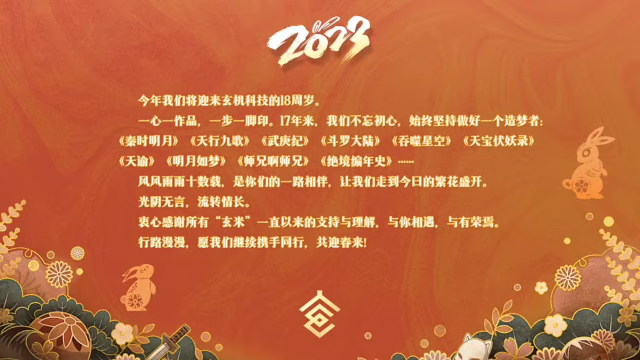 2023
今年我们将迎来玄机科技的18周岁。
一心一作品，一步一脚印。17年来，我们不忘初心，始终坚持做好一个造梦者：
《秦时明月》《天行九歌》《武庚纪》《斗罗大陆》《吞噬星空》《天宝伏妖录》
《天谕》《明月如梦》《师兄啊师兄》《绝境编年史》……
风风雨雨十数载，是你们的一路相伴，让我们走到今日的繁花盛开。
光阴无言，流转情长。
衷心感谢所有“玄米”一直以来的支持与理解，与你相遇，与有荣焉。
行路漫漫，愿我们继续携手同行，共迎春来！